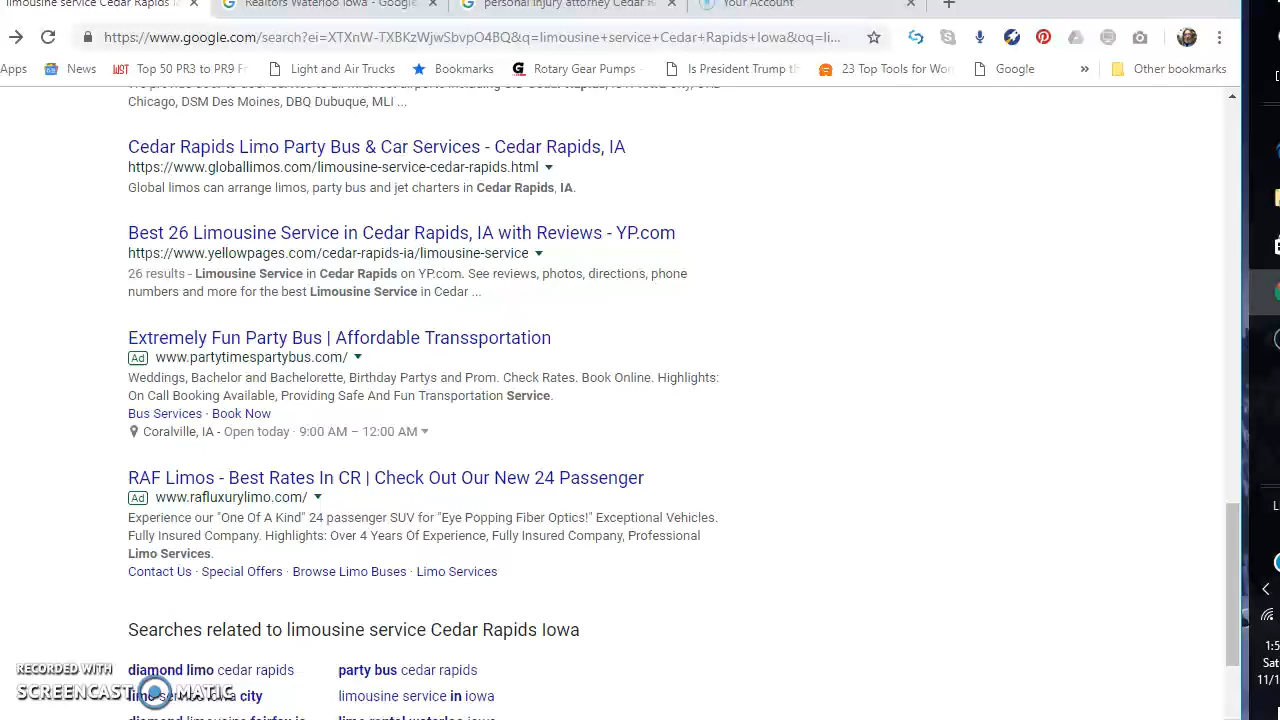 limousine service Cedar Rapids Iowa
Realtors Waterloo Iowa - Google
personal injury attorney Cedar R
Your Account
https://www.google.com/search?ei=XTXnW-TXBKzWjwSbvpO4BQ&q=limousine+service+Cedar+Rapids+Iowa&oq=li...
Apps
News
Top 50 PR3 to PR9 Fr
Light and Air Trucks
Bookmarks
Rotary Gear Pumps -
Is President Trump th
23 Top Tools for Wor
Google
»
Other bookmarks
Chicago, DSM Des Moines, DBQ Dubuque, MLI ...
Cedar Rapids Limo Party Bus & Car Services - Cedar Rapids, IA
https://www.globallimos.com/limousine-service-cedar-rapids.html
Global limos can arrange limos, party bus and jet charters in Cedar Rapids, IA.
Best 26 Limousine Service in Cedar Rapids, IA with Reviews - YP.com
https://www.yellowpages.com/cedar-rapids-ia/limousine-service
26 results - Limousine Service in Cedar Rapids on YP.com. See reviews, photos, directions, phone
numbers and more for the best Limousine Service in Cedar ...
Extremely Fun Party Bus | Affordable Transsportation
Ad www.partytimespartybus.com/
Weddings, Bachelor and Bachelorette, Birthday Partys and Prom. Check Rates. Book Online. Highlights:
On Call Booking Available, Providing Safe And Fun Transportation Service.
Bus Services · Book Now
Coralville, IA - Open today · 9:00 AM – 12:00 AM
RAF Limos - Best Rates In CR | Check Out Our New 24 Passenger
Ad www.rafluxurylimo.com/
Experience our "One Of A Kind" 24 passenger SUV for "Eye Popping Fiber Optics!" Exceptional Vehicles.
Fully Insured Company. Highlights: Over 4 Years Of Experience, Fully Insured Company, Professional
Limo Services.
Contact Us · Special Offers · Browse Limo Buses · Limo Services
Searches related to limousine service Cedar Rapids Iowa
diamond limo cedar rapids
party bus cedar rapids
limo service iowa city
limousine service in iowa
RECORDED WITH
SCREENCAST MATIC
1:5
Sat
11/1